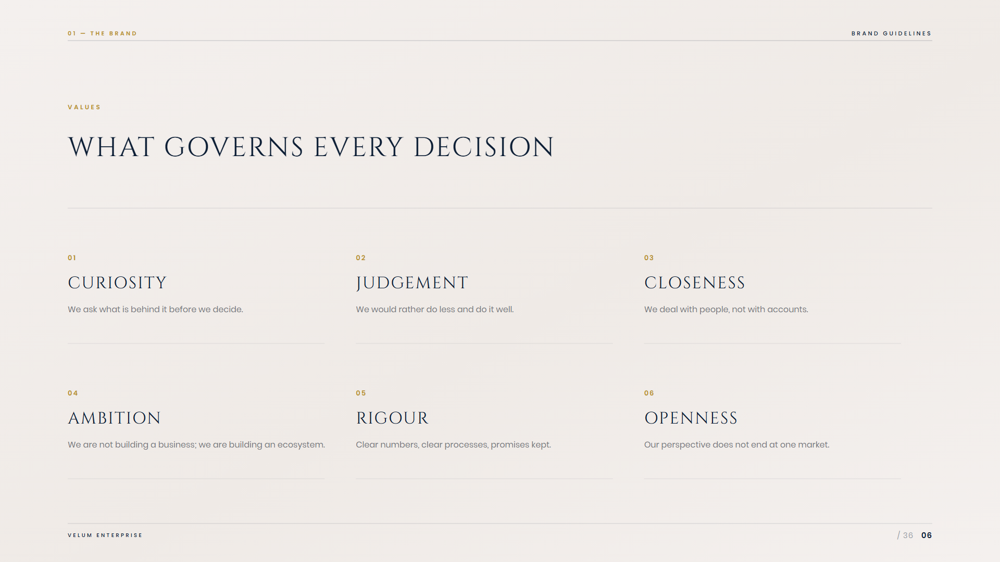 01 — THE BRAND
BRAND GUIDELINES
VALUES
WHAT GOVERNS EVERY DECISION
01
CURIOSITY
We ask what is behind it before we decide.
02
JUDGEMENT
We would rather do less and do it well.
03
CLOSENESS
We deal with people, not with accounts.
04
AMBITION
We are not building a business; we are building an ecosystem.
05
RIGOUR
Clear numbers, clear processes, promises kept.
06
OPENNESS
Our perspective does not end at one market.
VELUM ENTERPRISE
/ 36 06